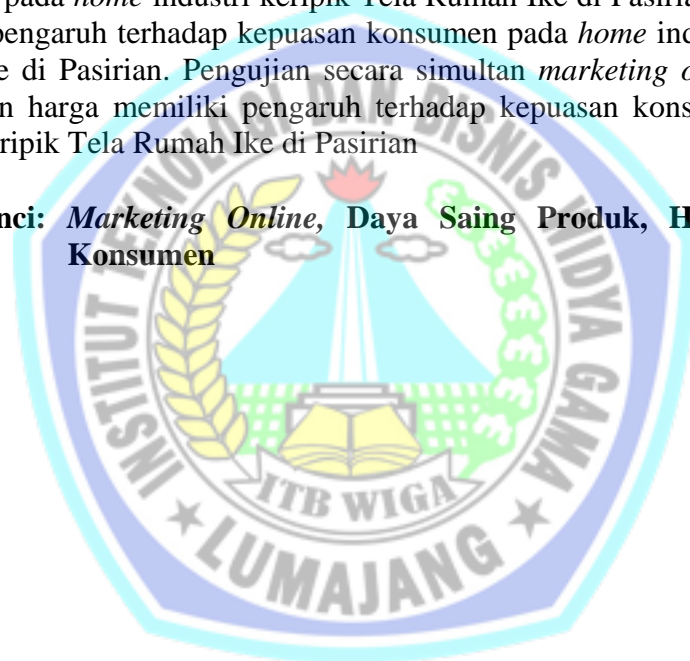 pada home industri keripik Tela Rumah Ike di Pasiria
pengaruh terhadap kepuasan konsumen pada home ind
e di Pasirian. Pengujian secara simultan marketing o
n harga memiliki pengaruh terhadap kepuasan kons
ripik Tela Rumah Ike di Pasirian
nci: Marketing Online, Daya Saing Produk, H
Konsumen
INSTITUT TEKNOLOGI DAN BISNIS WIDYA GAMA
ITB WIGA
LUMAJANG